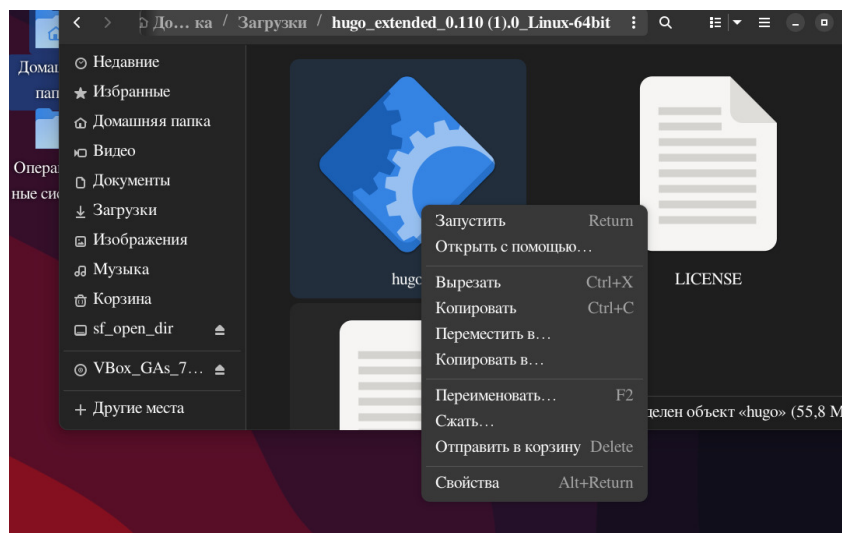 До… ка / Загрузки / hugo_extended_0.110 (1).0_Linux-64bit
Домаш
пап
Опера
ные си
Недавние
Избранные
Домашняя папка
Видео
Документы
Загрузки
Изображения
Музыка
Корзина
sf_open_dir
VBox_GAs_7…
+ Другие места
hugo
LICENSE
Запустить Return
Открыть с помощью…
Вырезать Ctrl+X
Копировать Ctrl+C
Переместить в…
Копировать в…
Переименовать… F2
Сжать…
Отправить в корзину Delete
Свойства Alt+Return
делен объект «hugo» (55,8 М